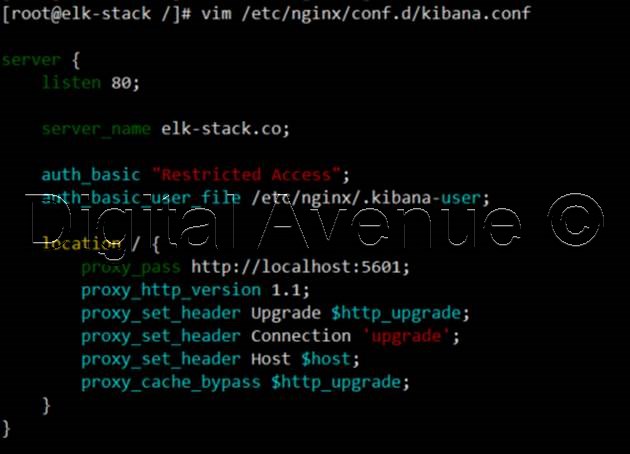 [root@elk-stack /]# vim /etc/nginx/conf.d/kibana.conf
server {
listen 80;
server_name elk-stack.co;
auth_basic "Restricted Access";
auth_basic_user_file /etc/nginx/.kibana-user;
Digital Avenue ©
location / {
proxy_pass http://localhost:5601;
proxy_http_version 1.1;
proxy_set_header Upgrade $http_upgrade;
proxy_set_header Connection 'upgrade';
proxy_set_header Host $host;
proxy_cache_bypass $http_upgrade;
}
}